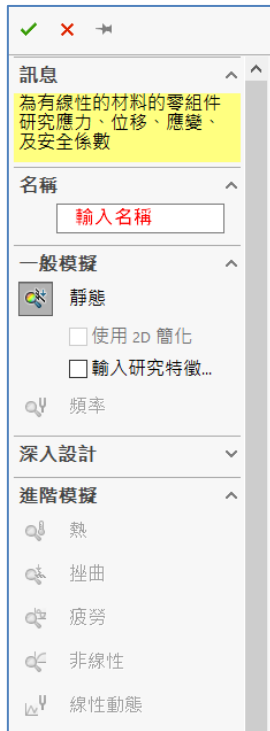 訊息
為有線性的材料的零組件
研究應力、位移、應變、
及安全係數
名稱
輸入名稱
一般模擬
靜態
使用 2D 簡化
輸入研究特徵...
頻率
深入設計
進階模擬
熱
挫曲
疲勞
非線性
線性動態